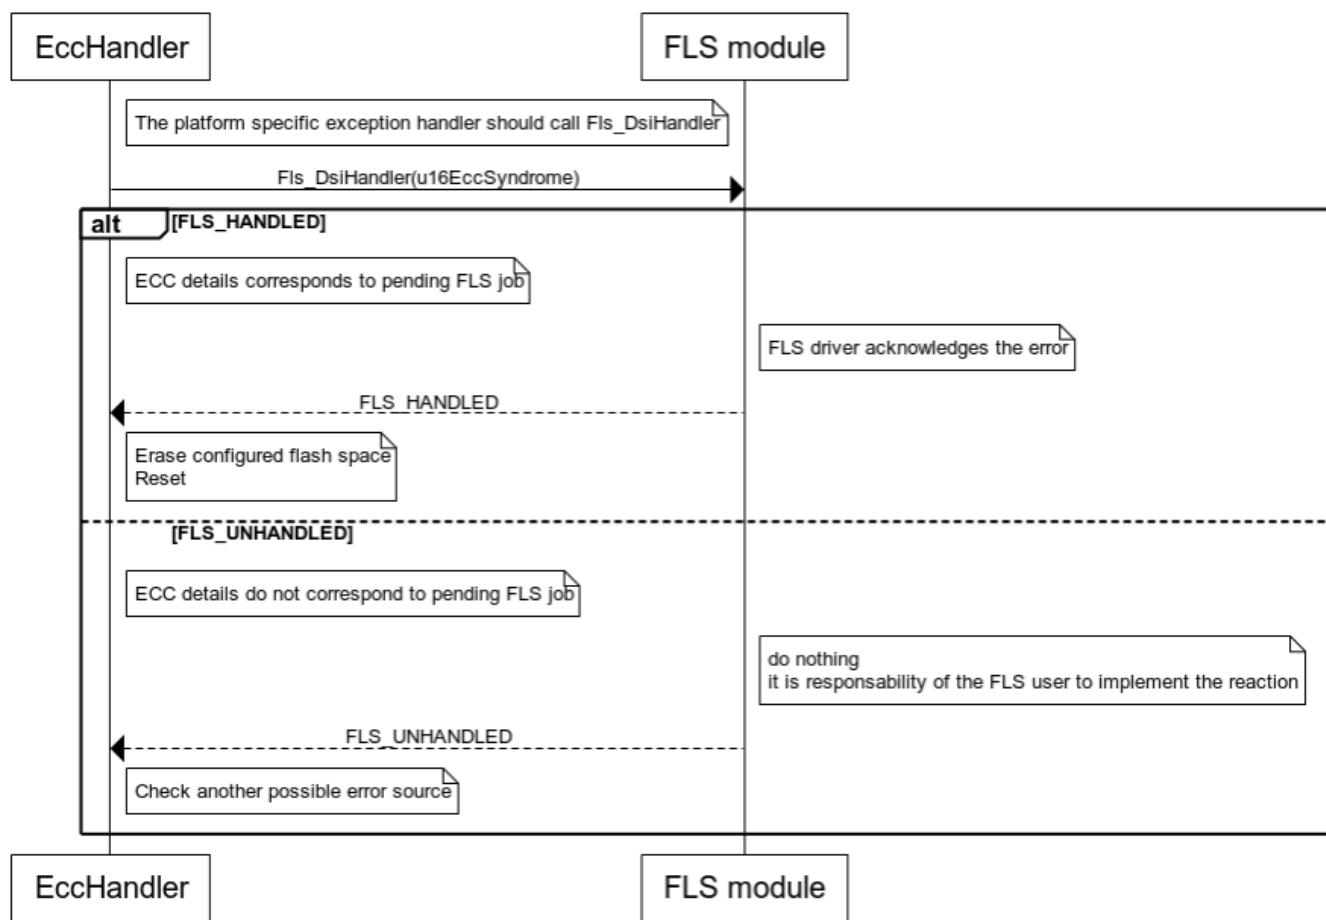 EccHandler
FLS module
The platform specific exception handler should call Fls_DsiHandler
Fls_DsiHandler(u16EccSyndrome)
alt
[FLS_HANDLED]
ECC details corresponds to pending FLS job
FLS driver acknowledges the error
FLS_HANDLED
Erase configured flash space
Reset
[FLS_UNHANDLED]
ECC details do not correspond to pending FLS job
do nothing
it is responsability of the FLS user to implement the reaction
FLS_UNHANDLED
Check another possible error source
EccHandler
FLS module